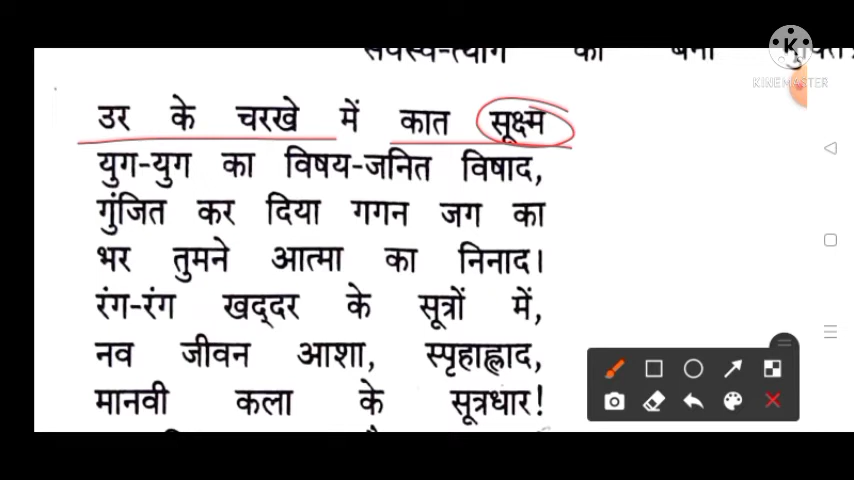 उर के चरखे में कात सूक्ष्म
युग-युग का विषय-जनित विषाद,
गुंजित कर दिया गगन जग का
भर तुमने आत्मा का निनाद।
रंग-रंग खद्दर के सूत्रों में,
नव जीवन आशा, स्पृहाह्लाद,
मानवी कला के सूत्रधार!
K
KINEMASTER